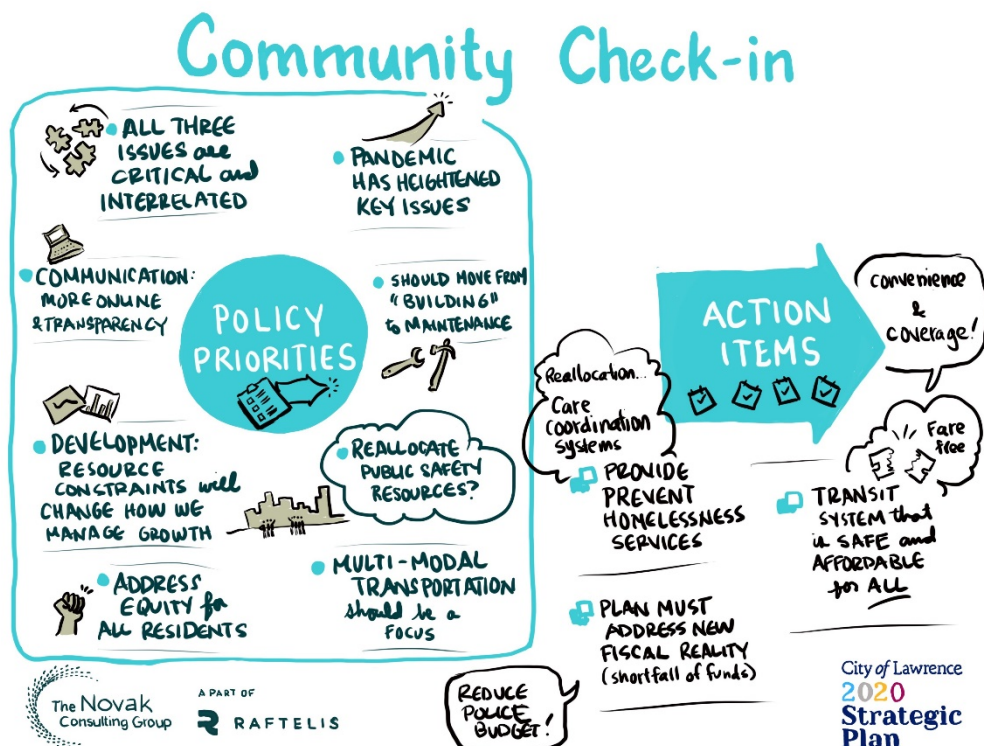 Community Check-in
ALL THREE
ISSUES are
CRITICAL and
INTERRELATED
PANDEMIC
HAS HEIGHTENED
KEY ISSUES
COMMUNICATION:
MORE ONLINE
& TRANSPARENCY
POLICY
PRIORITIES
SHOULD MOVE FROM
"BUILDING"
to MAINTENANCE
DEVELOPMENT:
RESOURCE
CONSTRAINTS will
CHANGE HOW WE
MANAGE GROWTH
REALLOCATE
PUBLIC SAFETY
RESOURCES?
ADDRESS
EQUITY for
ALL RESIDENTS
MULTI-MODAL
TRANSPORTATION
should be a
FOCUS
ACTION
ITEMS
Convenience
&
coverage!
Reallocation...
Care
Coordination
Systems
PROVIDE
PREVENT
HOMELESSNESS
SERVICES
Fare
free
TRANSIT
SYSTEM that
is SAFE and
AFFORDABLE
for ALL
PLAN MUST
ADDRESS NEW
FISCAL REALITY
(shortfall of funds)
REDUCE
POLICE
BUDGET!
The Novak
Consulting Group
A PART OF
RAFTELIS
City of Lawrence
2020
Strategic
Plan